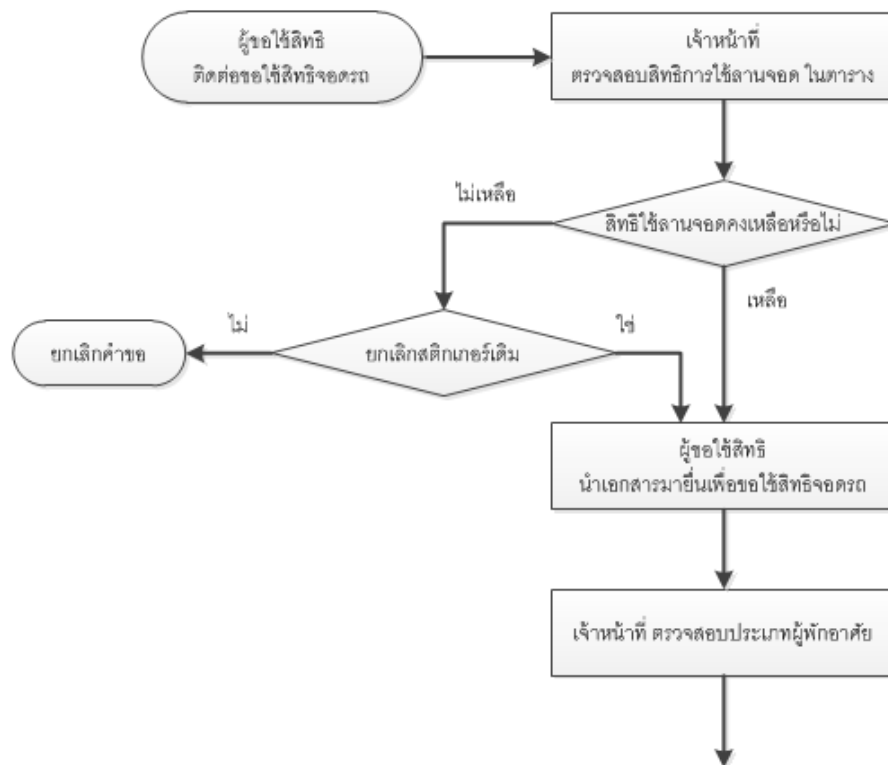 ผู้ขอใช้สิทธิ
ติดต่อขอใช้สิทธิจอดรถ
เจ้าหน้าที่
ตรวจสอบสิทธิการใช้ลานจอด ในตาราง
ไม่เหลือ
สิทธิใช้ลานจอดคงเหลือหรือไม่
เหลือ
ไม่
ใช่
ยกเลิกคำขอ
ยกเลิกสติกเกอร์เดิม
ผู้ขอใช้สิทธิ
นำเอกสารมายื่นเพื่อขอใช้สิทธิจอดรถ
เจ้าหน้าที่ ตรวจสอบประเภทผู้พักอาศัย